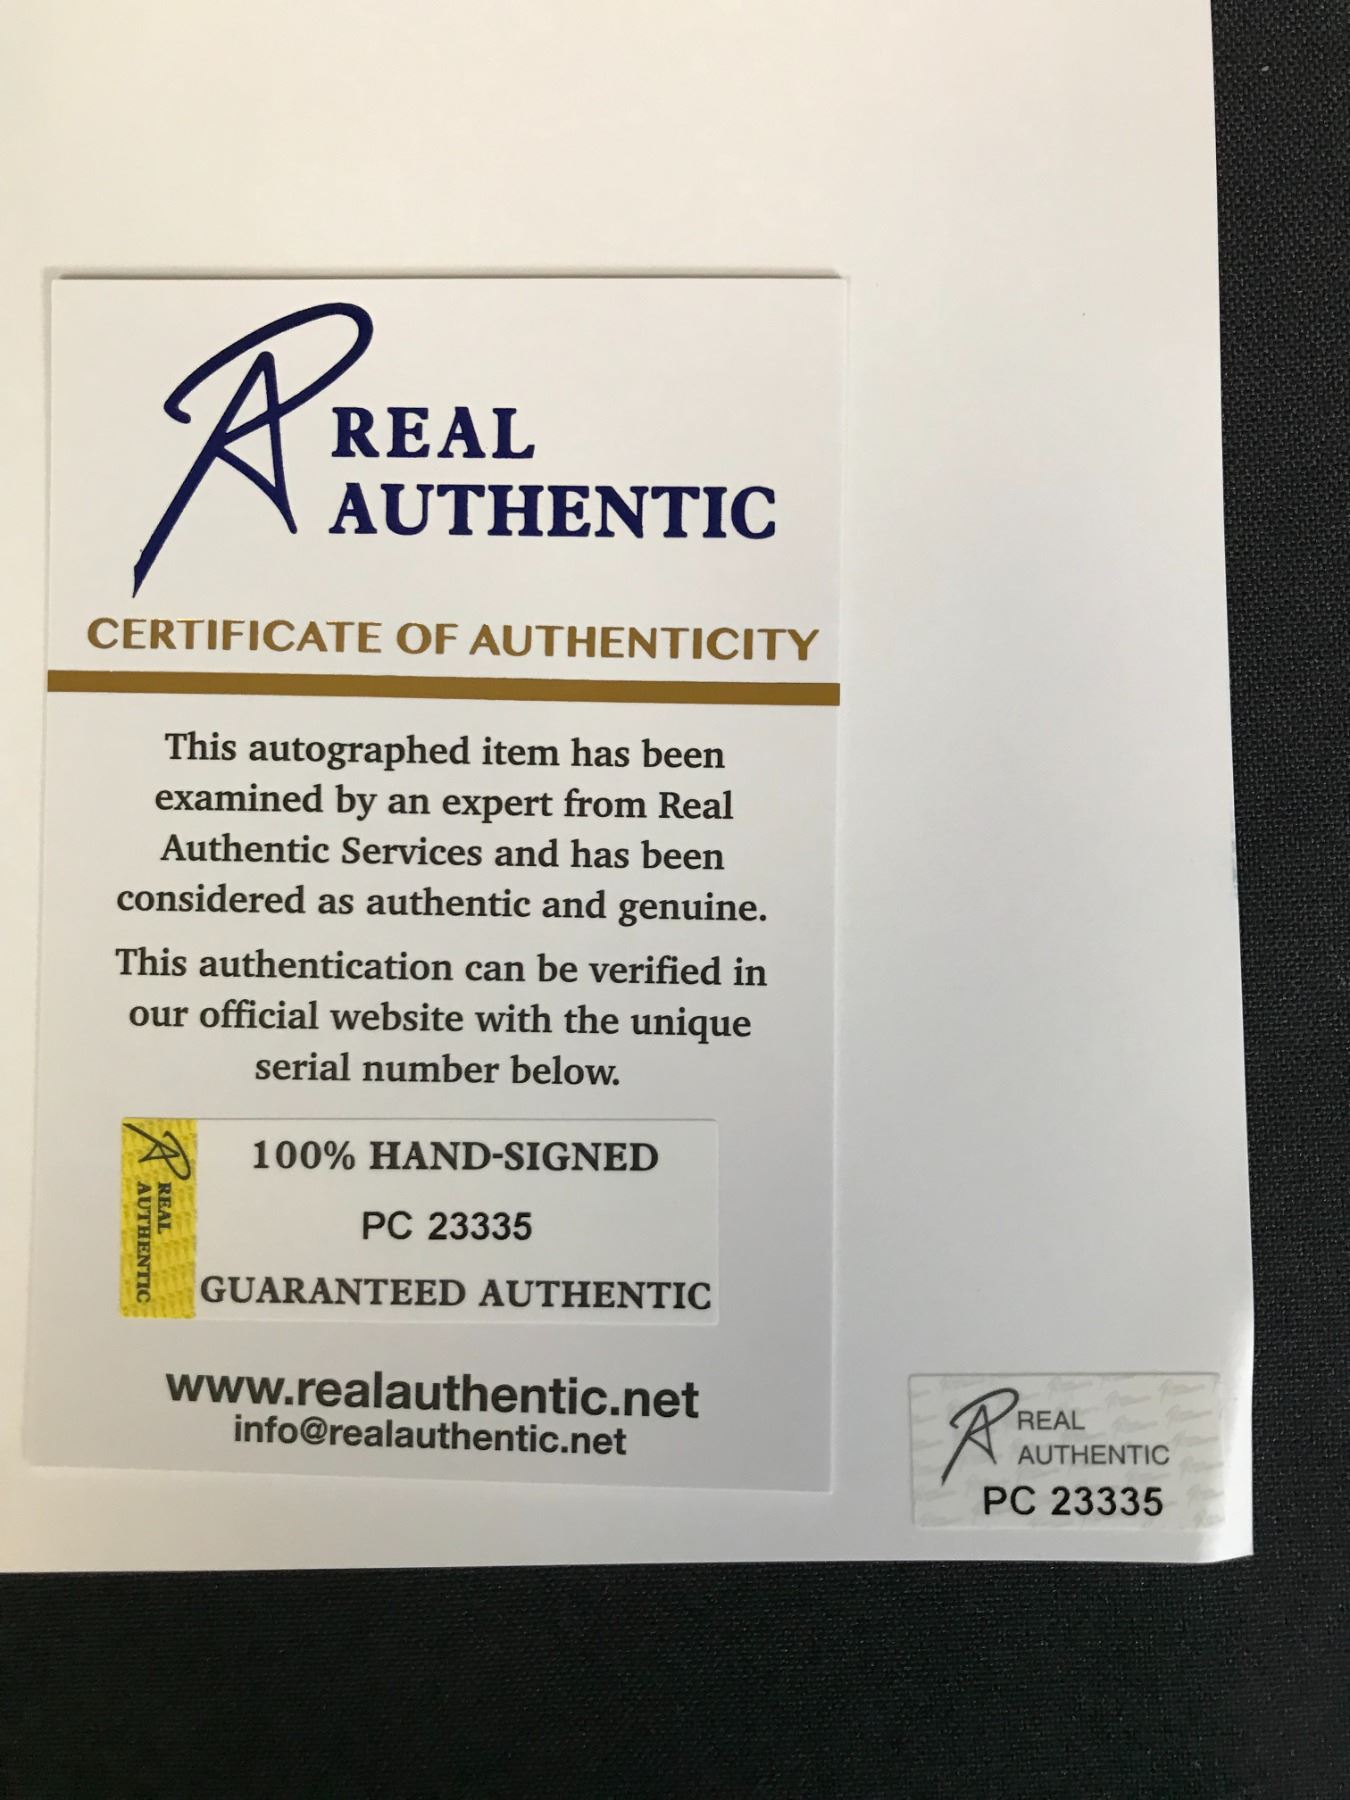 REAL
AUTHENTIC
CERTIFICATE OF AUTHENTICITY
This autographed item has been
examined by an expert from Real
Authentic Services and has been
considered as authentic and genuine.
This authentication can be verified in
our official website with the unique
serial number below.
REAL
AUTHENTIC
100% HAND-SIGNED
PC 23335
GUARANTEED AUTHENTIC
www.realauthentic.net
info@realauthentic.net
REAL
AUTHENTIC
PC 23335